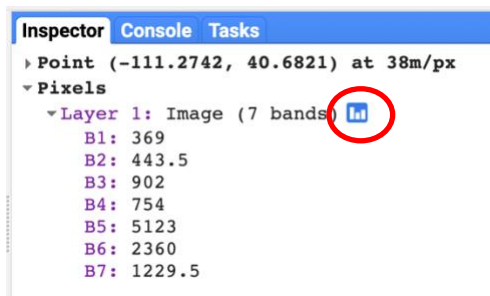 Inspector Console Tasks
Point (-111.2742, 40.6821) at 38m/px
Pixels
Layer 1: Image (7 bands)
B1: 369
B2: 443.5
B3: 902
B4: 754
B5: 5123
B6: 2360
B7: 1229.5